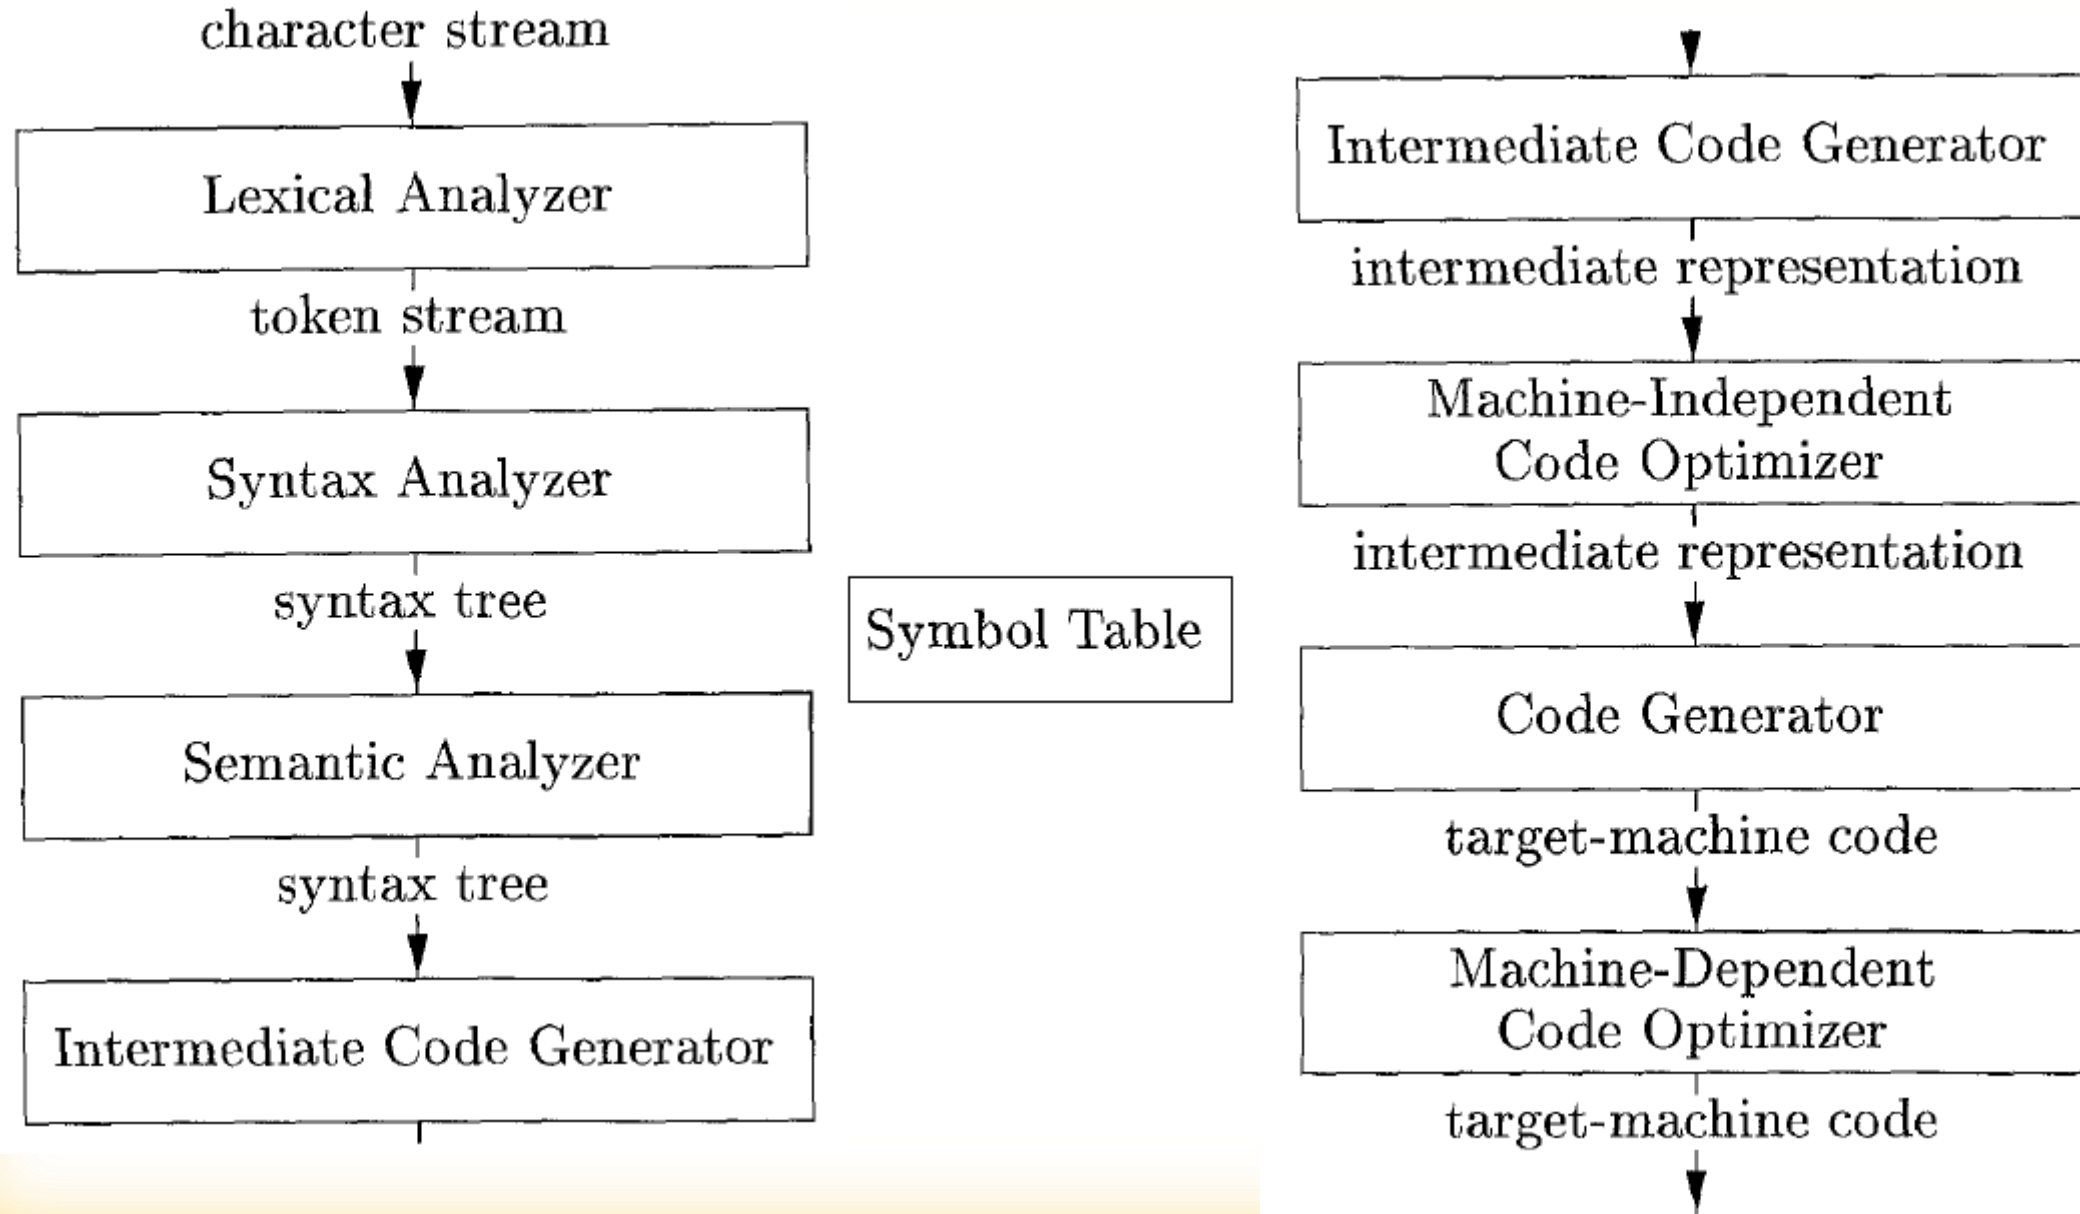 character stream
Lexical Analyzer
token stream
Syntax Analyzer
syntax tree
Semantic Analyzer
syntax tree
Intermediate Code Generator
Symbol Table
Intermediate Code Generator
intermediate representation
Machine-Independent
Code Optimizer
intermediate representation
Code Generator
target-machine code
Machine-Dependent
Code Optimizer
target-machine code